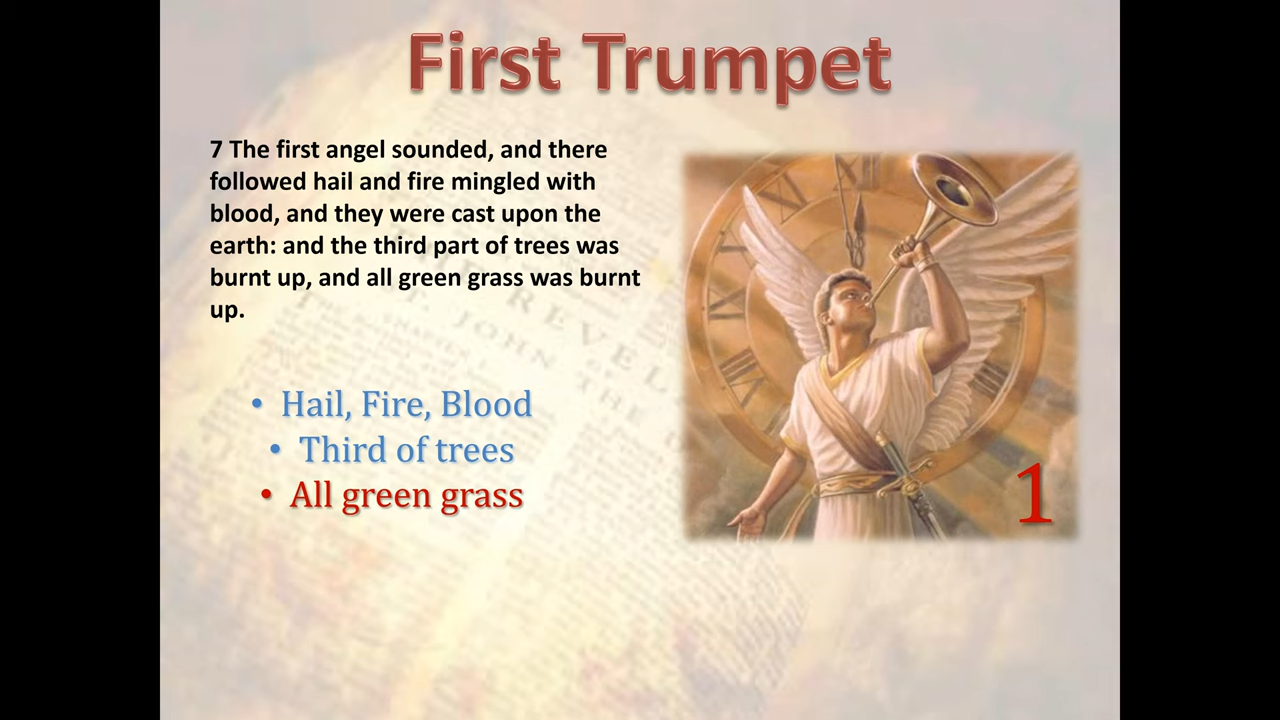 First Trumpet
7 The first angel sounded, and there
followed hail and fire mingled with
blood, and they were cast upon the
earth: and the third part of trees was
burnt up, and all green grass was burnt
up.
• Hail, Fire, Blood
• Third of trees
• All green grass
1